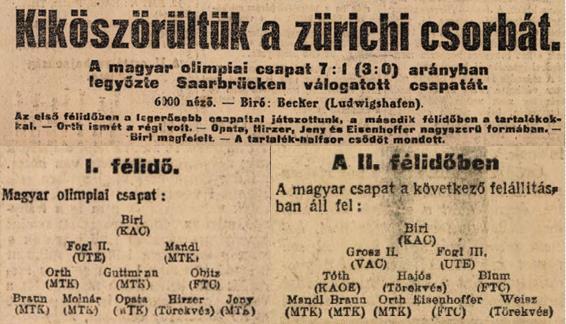 Kiköszörültük a zürichi csorbát.
A magyar olimpiai csapat 7:1 (3:0) arányban
legyőzte Saarbrücken válogatott csapatát.
6000 néző. — Biró: Becker (Ludwigshafen).
Az első félidőben a legerősebb csapattal játszottunk, a második félidőben a tartalékok-
kal. — Orth ismét a régi volt. — Opata, Hirzer, Jeny és Eisenhoffer nagyszerű formában. —
Biri megfelelt. — A tartalék-halfsor csődöt mondott.
I. félidő.
Magyar olimpiai csapat:
Biri
(KAC)
Fogl II. Mandl
(UTE) (MTK)
Orth Guttmann Obitz
(MTK) (MTK) (FTC)
Braun Molnár Opata Hirzer Jeny
(MTK) (MTK) (MTK) (Törekvés) (MTK)
A II. félidőben
A magyar csapat a következő felállítás-
ban áll fel:
Biri
(KAC)
Grosz II. Fogl III.
(VAC) (UTE)
Tóth Hajós Blum
(KAOE) (Törekvés) (FTC)
Mandl Braun Orth Eisenhoffer Weisz
(MTK) (MTK) (MTK) (FTC) (Törekvés)